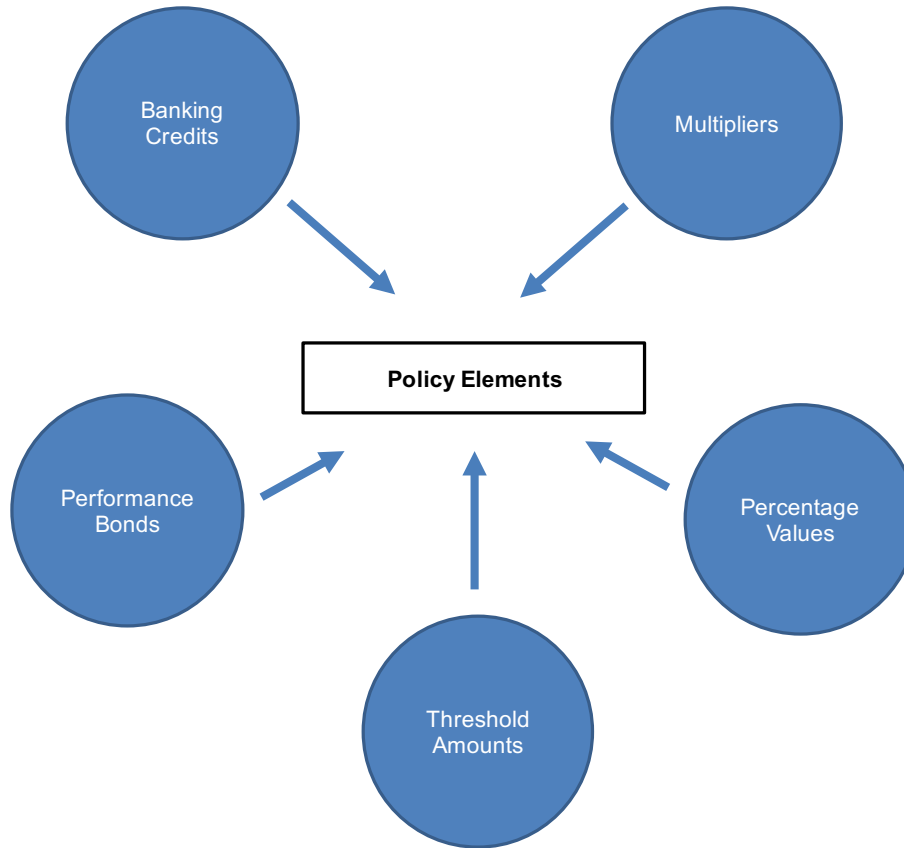 Banking
Credits
Multipliers
Policy Elements
Performance
Bonds
Percentage
Values
Threshold
Amounts